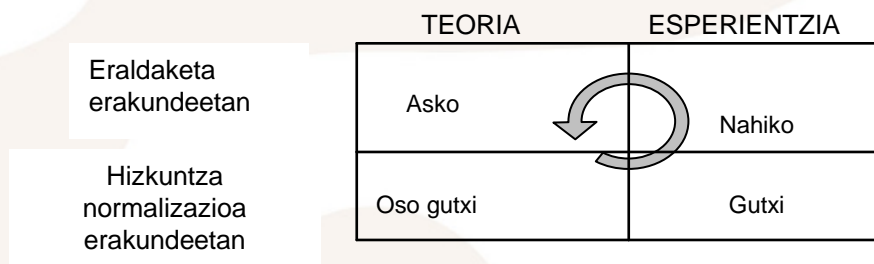 TEORIA ESPERIENTZIA
Eraldaketa
erakundeetan
Asko
Nahiko
Hizkuntza
normalizazioa
erakundeetan
Oso gutxi
Gutxi